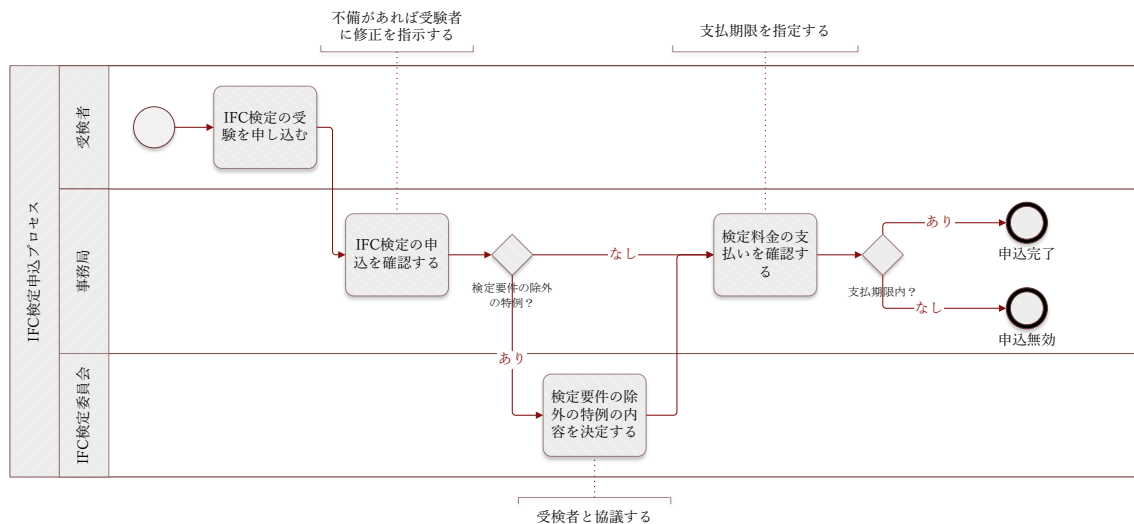 不備があれば受験者
に修正を指示する
支払期限を指定する
IFC検定申込プロセス
受検者
IFC検定の受
験を申し込む
事務局
IFC検定の申
込を確認する
検定要件の除外
の特例？
なし
あり
検定料金の支
払いを確認す
る
支払期限内？
あり
申込完了
なし
申込無効
IFC検定委員会
検定要件の除
外の特例の内
容を決定する
受検者と協議する